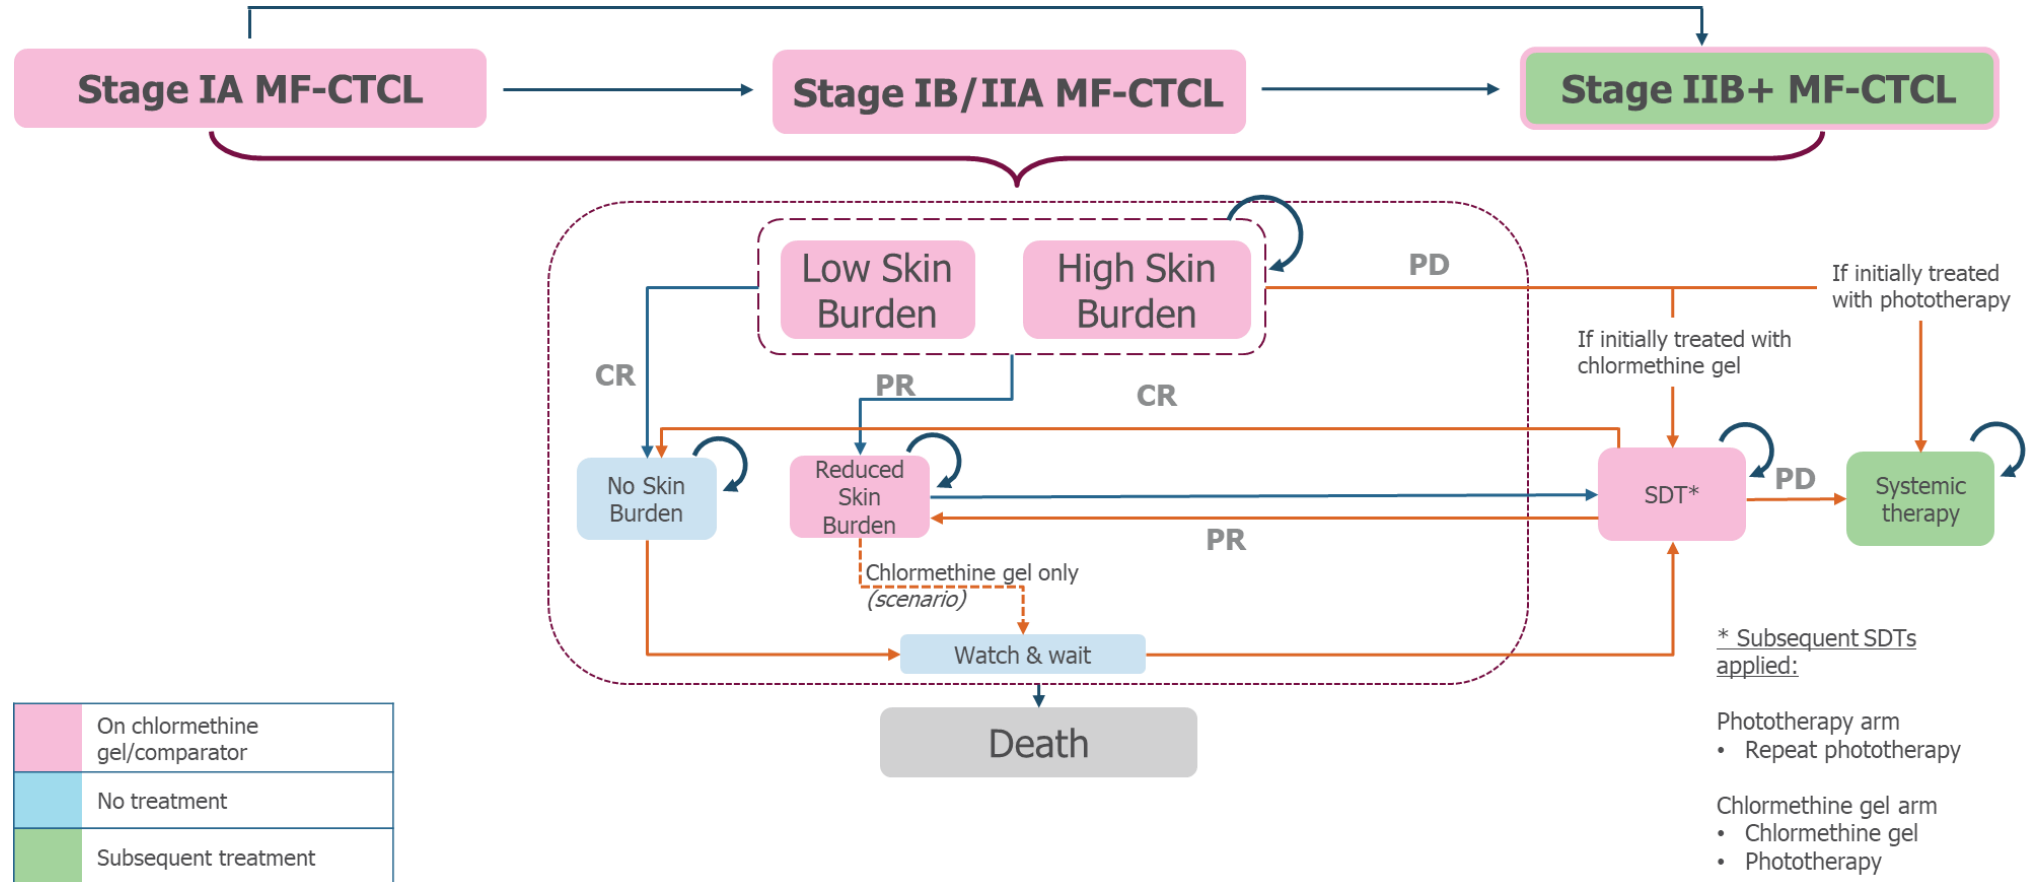 Stage IA MF-CTCL
Stage IB/IIA MF-CTCL
Stage IIB+ MF-CTCL
Low Skin
Burden
High Skin
Burden
PD
If initially treated
with phototherapy
If initially treated with
chlormethine gel
CR
PR
CR
No Skin
Burden
Reduced
Skin
Burden
SDT*
PD
Systemic
therapy
PR
Chlormethine gel only
(scenario)
Watch & wait
Death
On chlormethine
gel/comparator
No treatment
Subsequent treatment
* Subsequent SDTs
applied:
Phototherapy arm
• Repeat phototherapy
Chlormethine gel arm
• Chlormethine gel
• Phototherapy